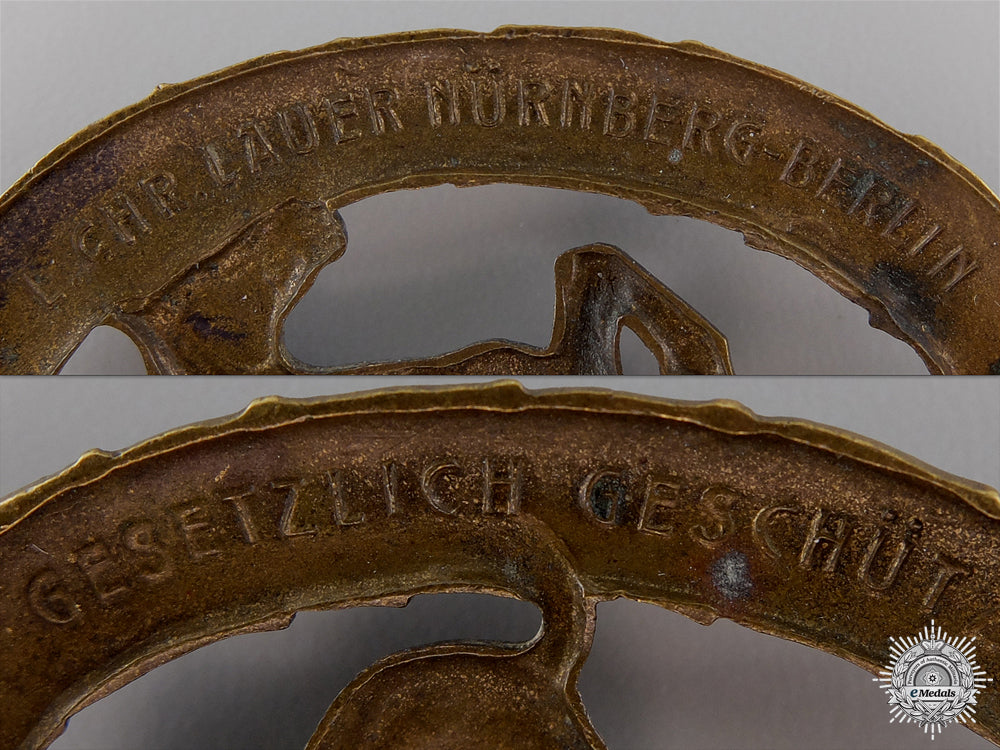 L. CHR. LAUER NÜRNBERG-BERLIN
GESETZLICH G GESCHÜT
eMedals